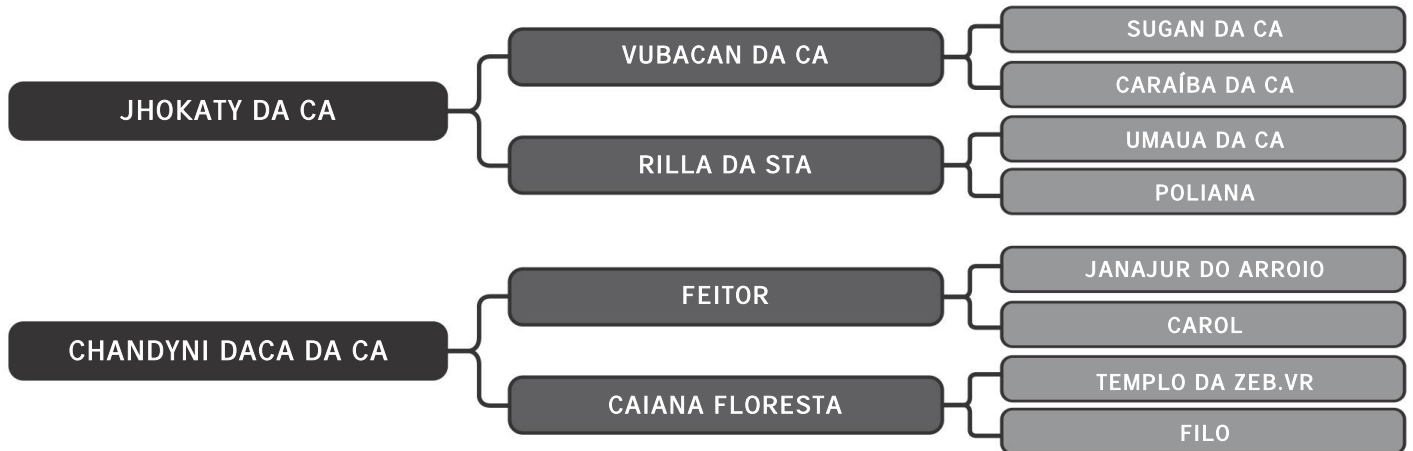 JHOKATY DA CA
VUBACAN DA CA
SUGAN DA CA
CARAÍBA DA CA
RILLA DA STA
UMAUA DA CA
POLIANA
CHANDYNI DACA DA CA
FEITOR
JANAJUR DO ARROIO
CAROL
CAIANA FLORESTA
TEMPLO DA ZEB.VR
FILO